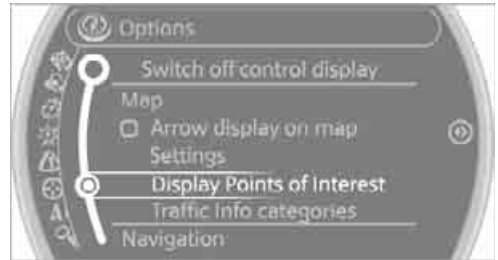 Options
Switch off control display
Map
Arrow display on map
Settings
Display Points of Interest
Traffic Info categories
Navigation